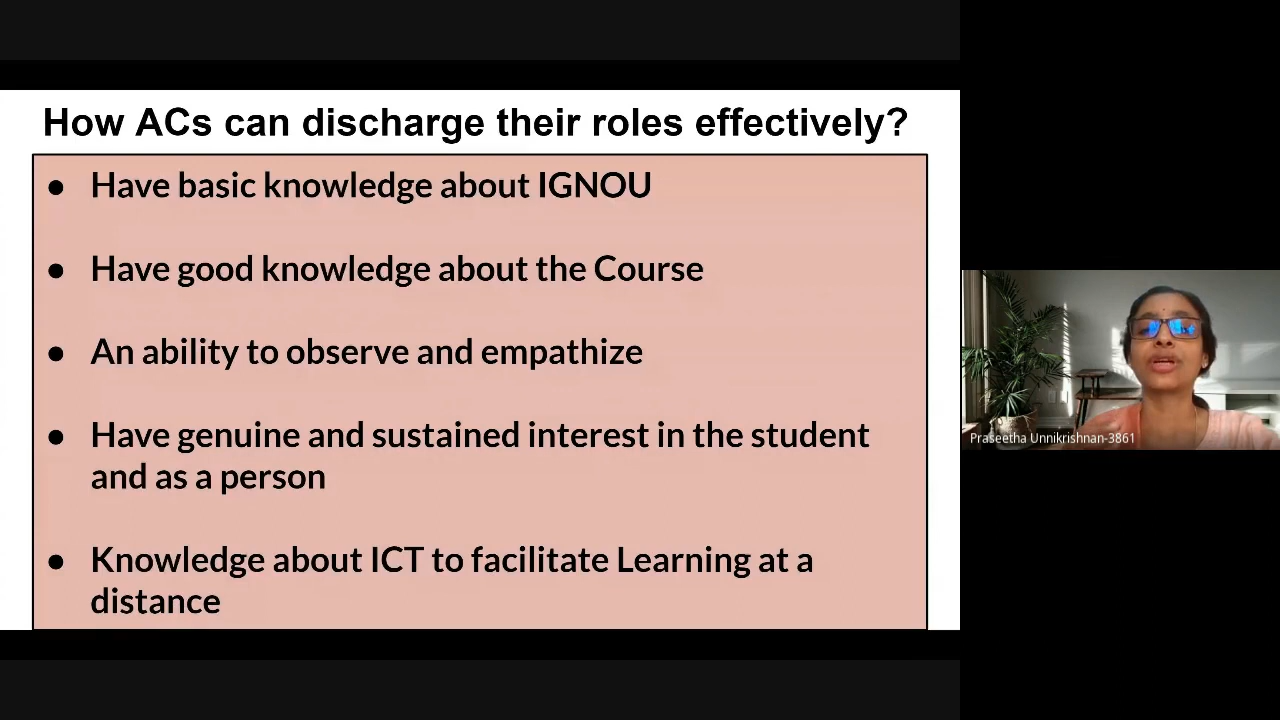 How ACs can discharge their roles effectively?
● Have basic knowledge about IGNOU
● Have good knowledge about the Course
● An ability to observe and empathize
● Have genuine and sustained interest in the student
and as a person
● Knowledge about ICT to facilitate Learning at a
distance
Praseetha Unnikrishnan-3861